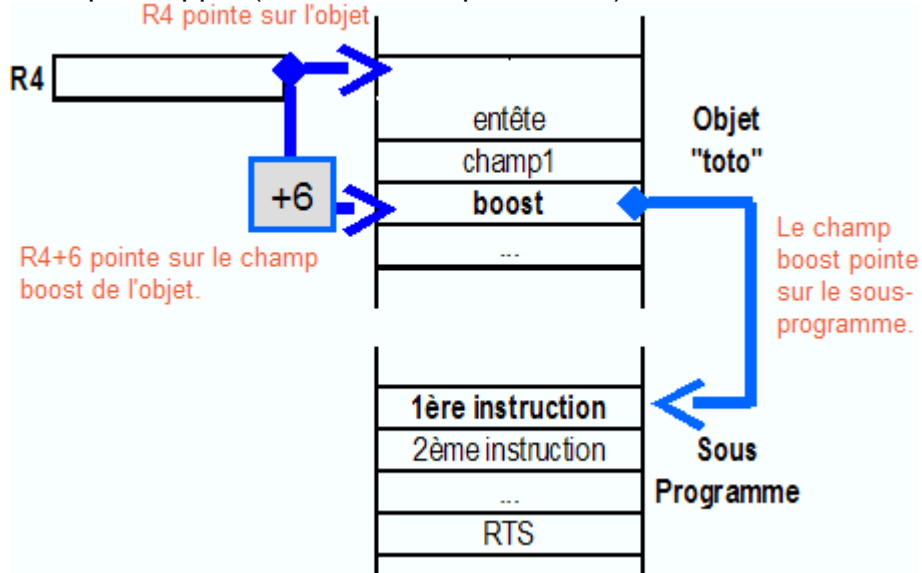 R4 pointe sur l'objet
R4
entête
Objet
champ1
"toto"
+6
boost
R4+6 pointe sur le champ
boost de l'objet.
...
Le champ
boost pointe
sur le sous-
programme.
1ère instruction
2ème instruction
Sous
...
Programme
RTS